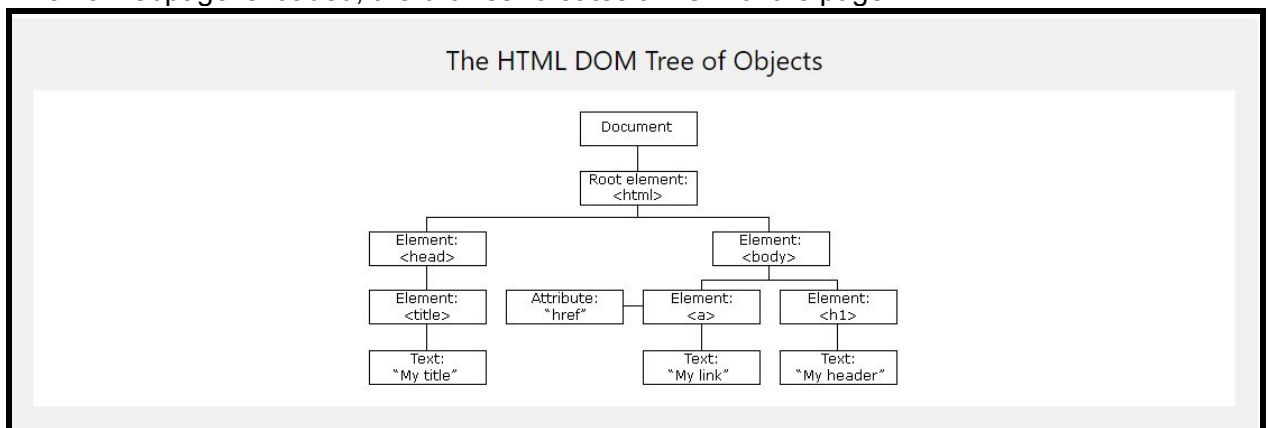 The HTML DOM Tree of Objects
Document
Root element:
<html>
Element:
<head>
Element:
<body>
Element:
<title>
Attribute:
"href"
Element:
<a>
Element:
<h1>
Text:
"My title"
Text:
"My link"
Text:
"My header"